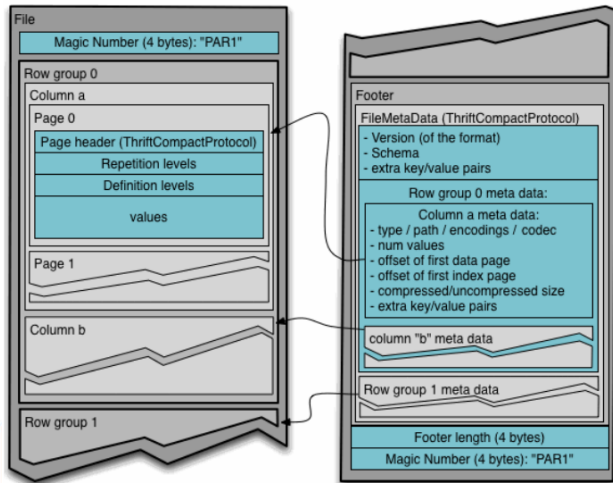 File
Magic Number (4 bytes): "PAR1"
Row group 0
Column a
Page 0
Page header (ThriftCompactProtocol)
Repetition levels
Definition levels
values
Page 1
Column b
Row group 1
Footer
FileMetaData (ThriftCompactProtocol)
- Version (of the format)
- Schema
- extra key/value pairs
Row group 0 meta data:
Column a meta data:
- type / path / encodings / codec
- num values
- offset of first data page
- offset of first index page
- compressed/uncompressed size
- extra key/value pairs
column "b" meta data
Row group 1 meta data
Footer length (4 bytes)
Magic Number (4 bytes): "PAR1"